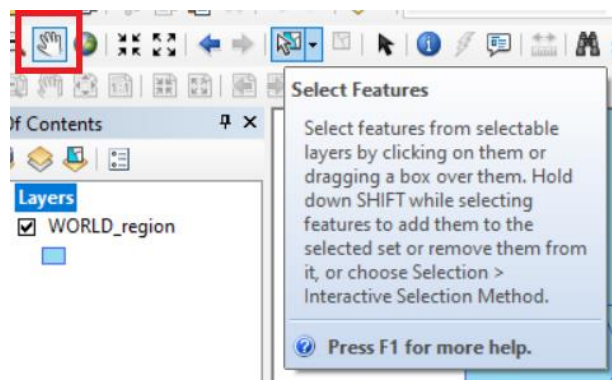 Of Contents
Layers
WORLD_region
Select Features
Select features from selectable
layers by clicking on them or
dragging a box over them. Hold
down SHIFT while selecting
features to add them to the
selected set or remove them from
it, or choose Selection >
Interactive Selection Method.
Press F1 for more help.